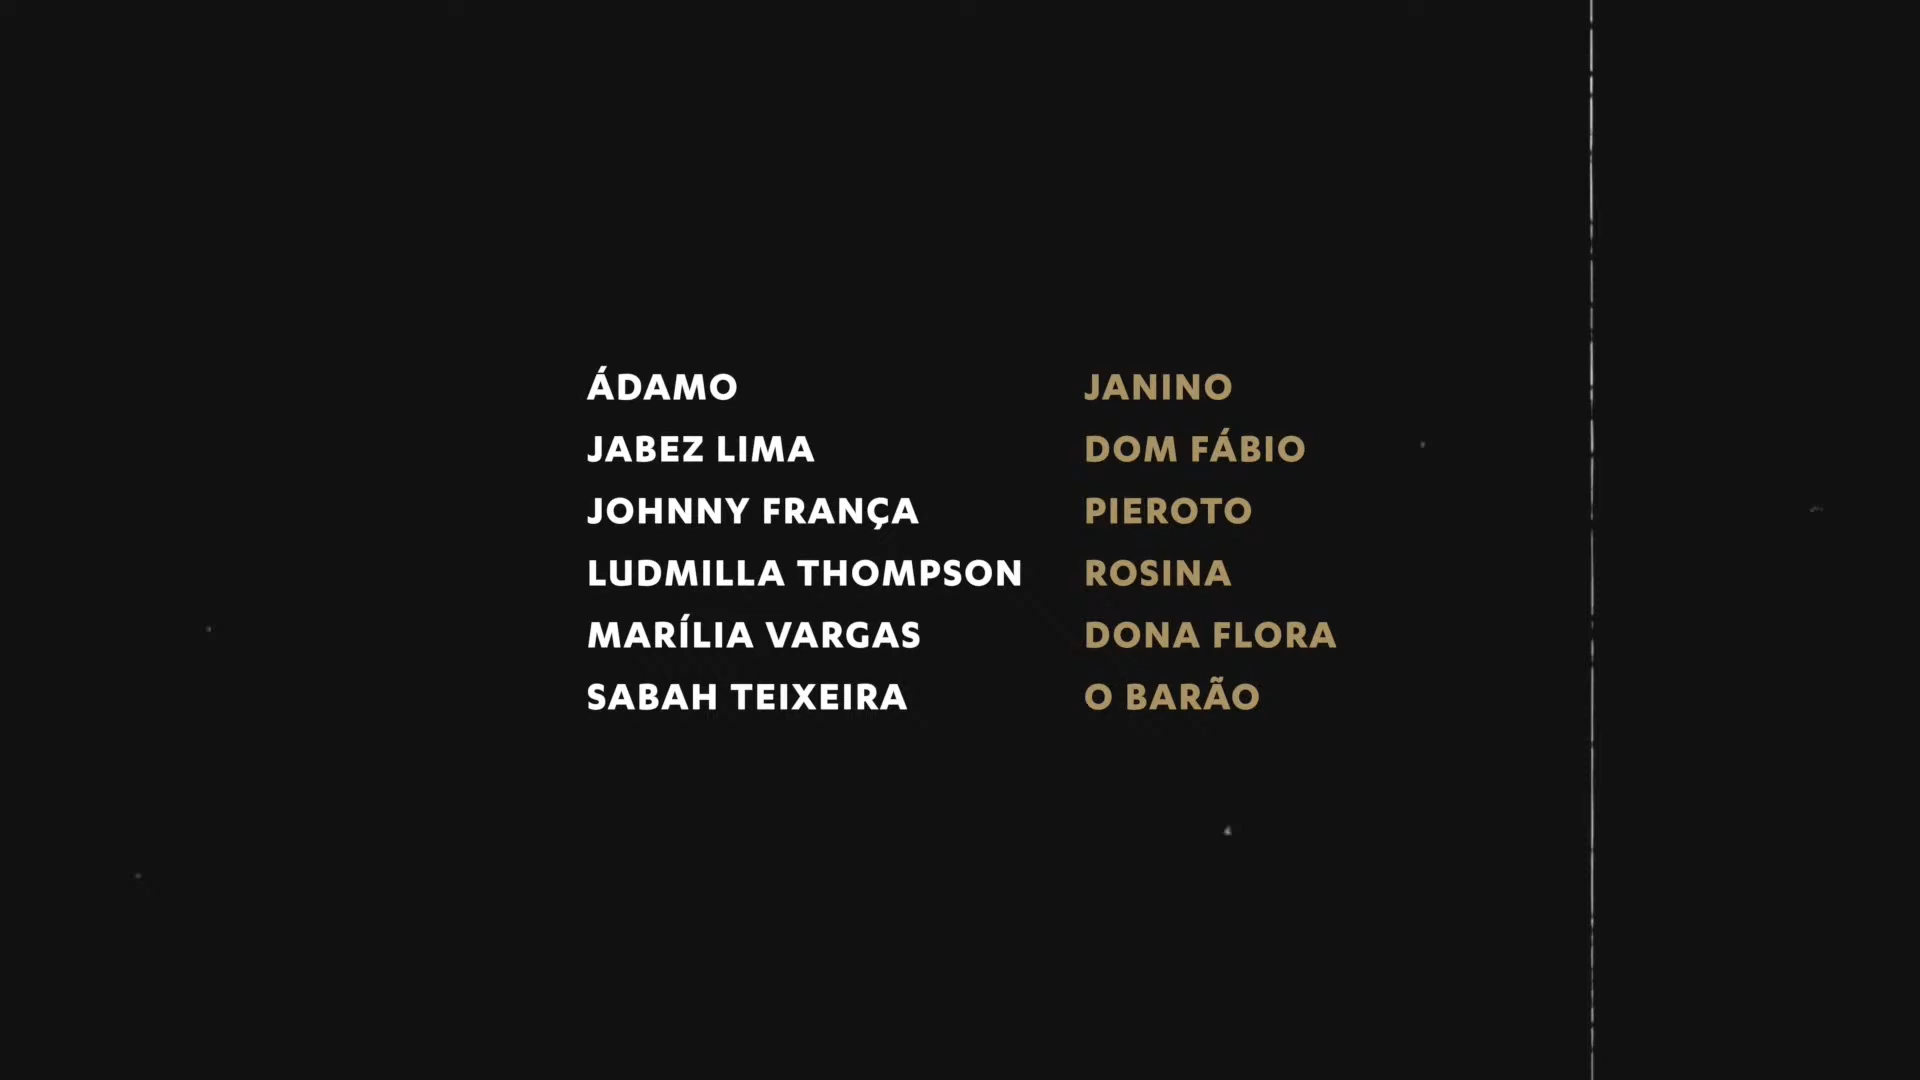 ÁDAMO JANINO
JABEZ LIMA DOM FÁBIO
JOHNNY FRANÇA PIEROTO
LUDMILLA THOMPSON ROSINA
MARÍLIA VARGAS DONA FLORA
SABAH TEIXEIRA O BARÃO